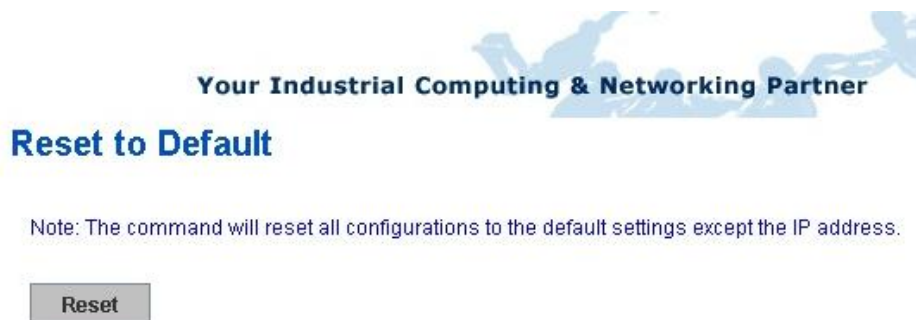 Your Industrial Computing & Networking Partner
Reset to Default
Note: The command will reset all configurations to the default settings except the IP address.
Reset